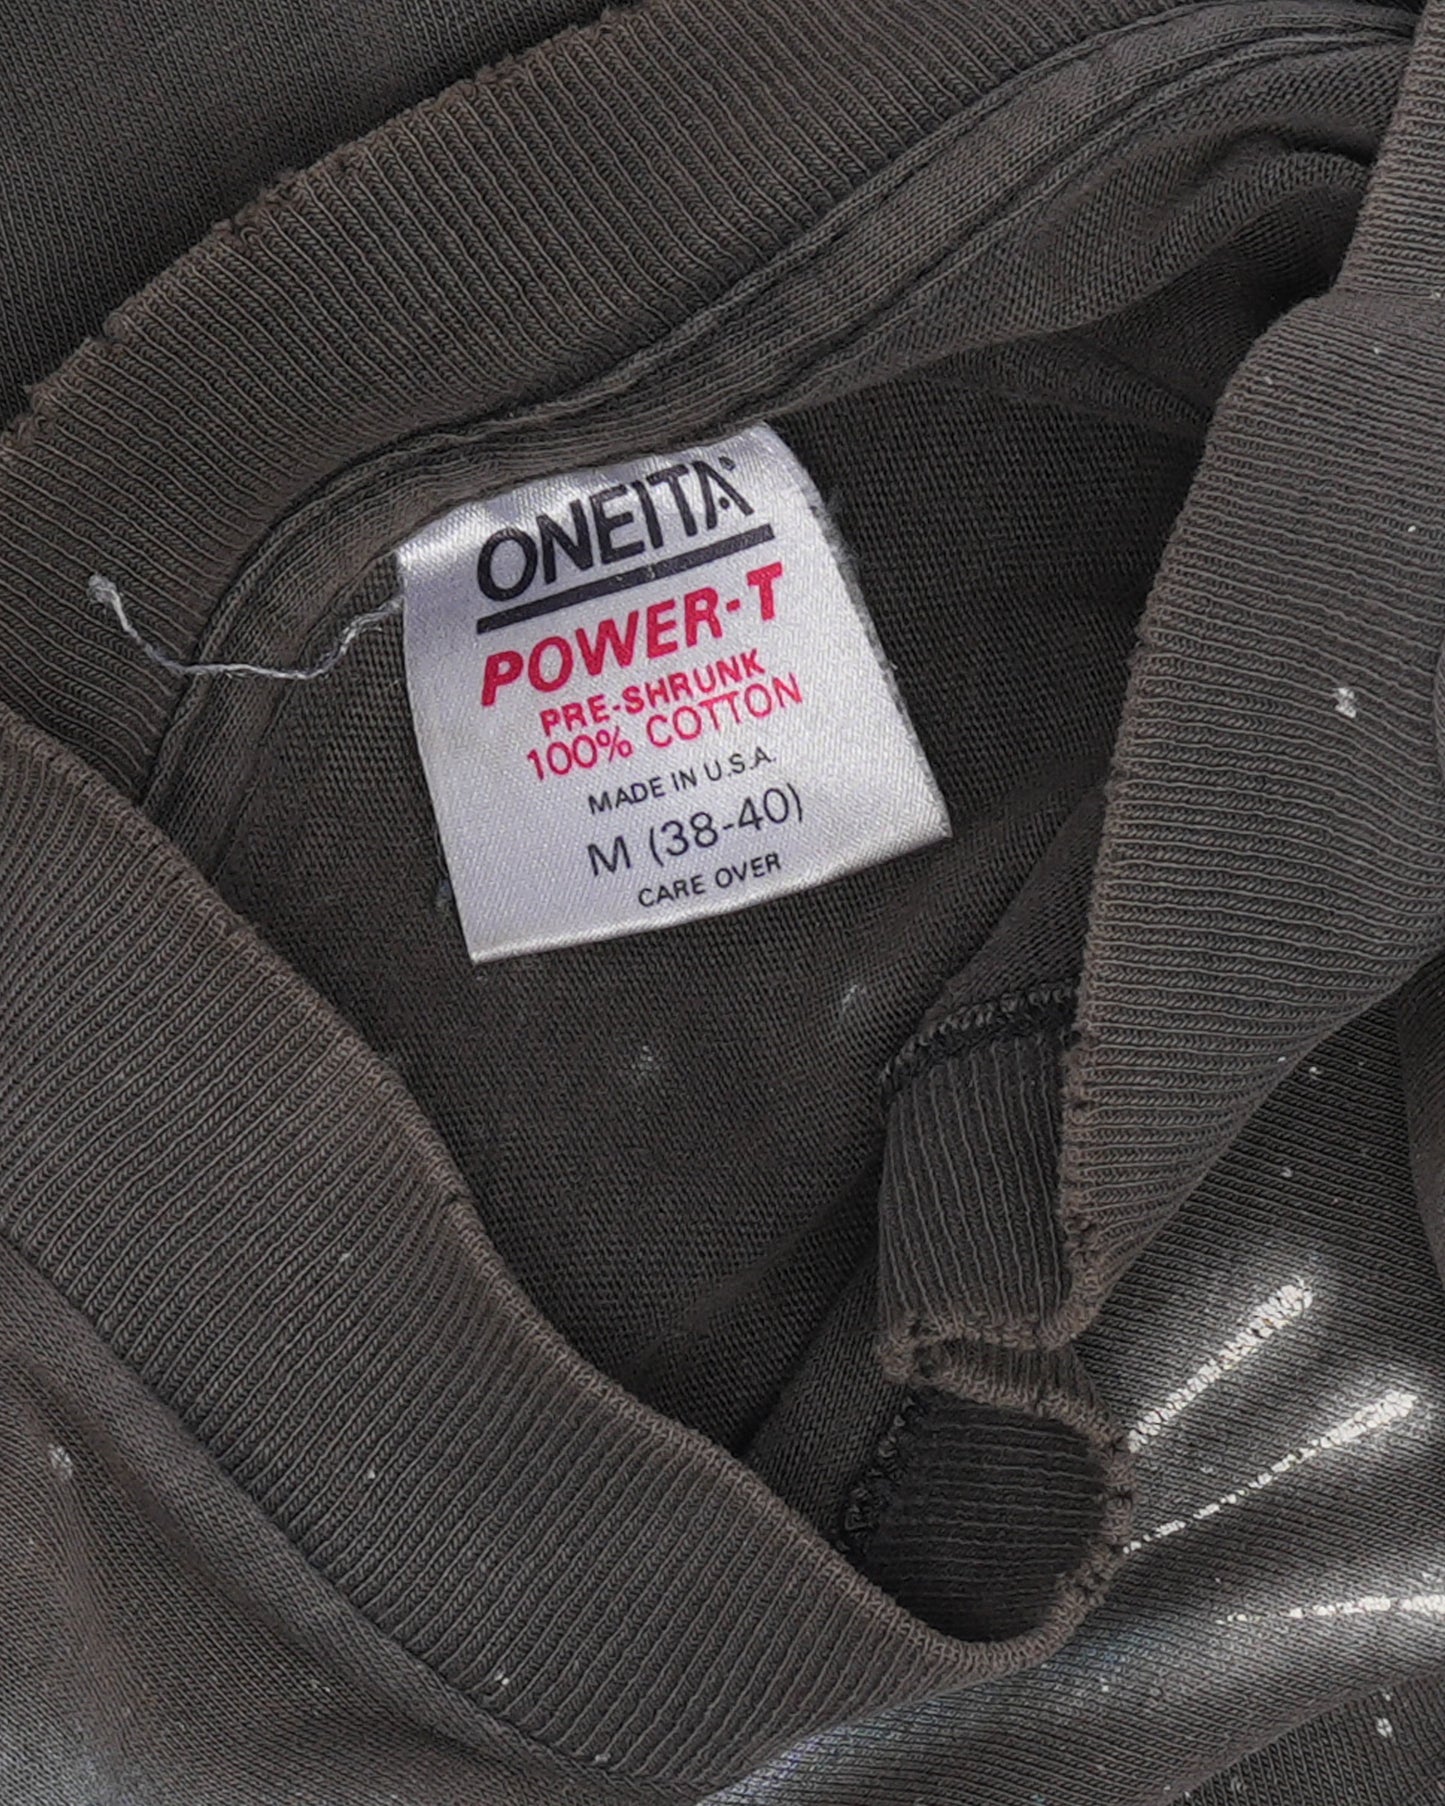 ONEITA®
POWER-T
PRE-SHRUNK
100% COTTON
MADE IN U.S.A.
M (38-40)
CARE OVER